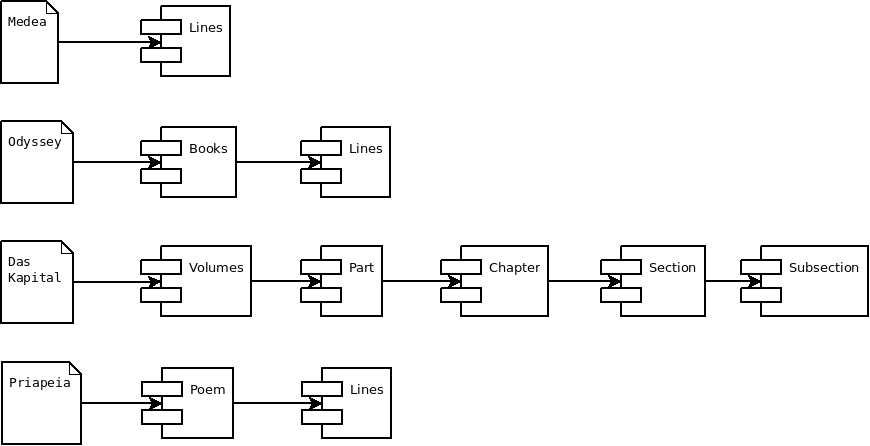 Medea
Lines
Odyssey
Books
Lines
Das
Kapital
Volumes
Part
Chapter
Section
Subsection
Priapeia
Poem
Lines